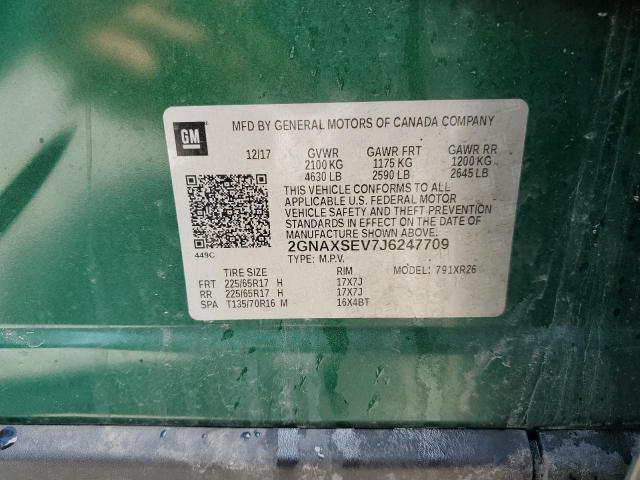 GM
MFD BY GENERAL MOTORS OF CANADA COMPANY
12/17 GVWR GAWR FRT GAWR RR
2100 KG 1175 KG 1200 KG
4630 LB 2590 LB 2645 LB
THIS VEHICLE CONFORMS TO ALL
APPLICABLE U.S. FEDERAL MOTOR
VEHICLE SAFETY AND THEFT PREVENTION
STANDARDS IN EFFECT ON THE DATE OF
MANUFACTURE SHOWN ABOVE.
2GNAXSEV7J6247709
449C
TYPE: M.P.V. MODEL: 791XR26
TIRE SIZE RIM
FRT 225/65R17 H 17X7J
RR 225/65R17 H 17X7J
SPA T135/70R16 M 16X4BT